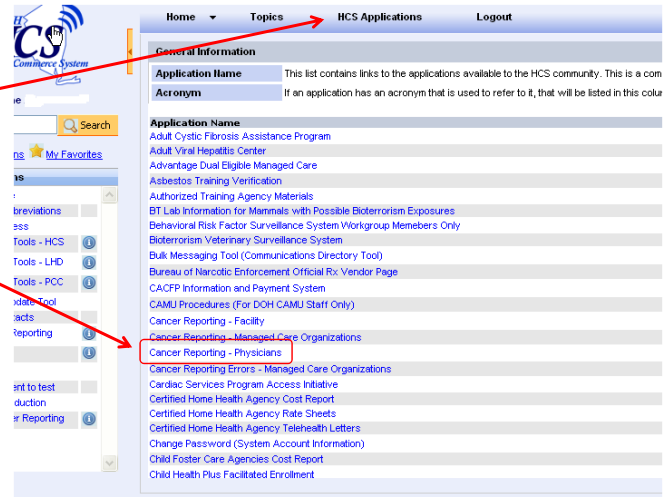 Home Topics HCS Applications Logout
H
CS
Commerce System
General Information
Application Name This list contains links to the applications available to the HCS community. This is a com
Acronym If an application has an acronym that is used to refer to it, that will be listed in this colu
e
Search
ns My Favorites
ns
breviations
ess
Tools - HCS
Tools - LHD
Tools - PCC
pdate Tool
tacts
Reporting
ent to test
duction
er Reporting
Application Name
Adult Cystic Fibrosis Assistance Program
Adult Viral Hepatitis Center
Advantage Dual Eligible Managed Care
Asbestos Training Verification
Authorized Training Agency Materials
BT Lab Information for Mammals with Possible Bioterrorism Exposures
Behavioral Risk Factor Surveillance System Workgroup Memebers Only
Bioterrorism Veterinary Surveillance System
Bulk Messaging Tool (Communications Directory Tool)
Bureau of Narcotic Enforcement Official Rx Vendor Page
CACFP Information and Payment System
CAMU Procedures (For DOH CAMU Staff Only)
Cancer Reporting - Facility
Cancer Reporting - Managed Care Organizations
Cancer Reporting - Physicians
Cancer Reporting Errors - Managed Care Organizations
Cardiac Services Program Access Initiative
Certified Home Health Agency Cost Report
Certified Home Health Agency Rate Sheets
Certified Home Health Agency Telehealth Letters
Change Password (System Account Information)
Child Foster Care Agencies Cost Report
Child Health Plus Facilitated Enrollment